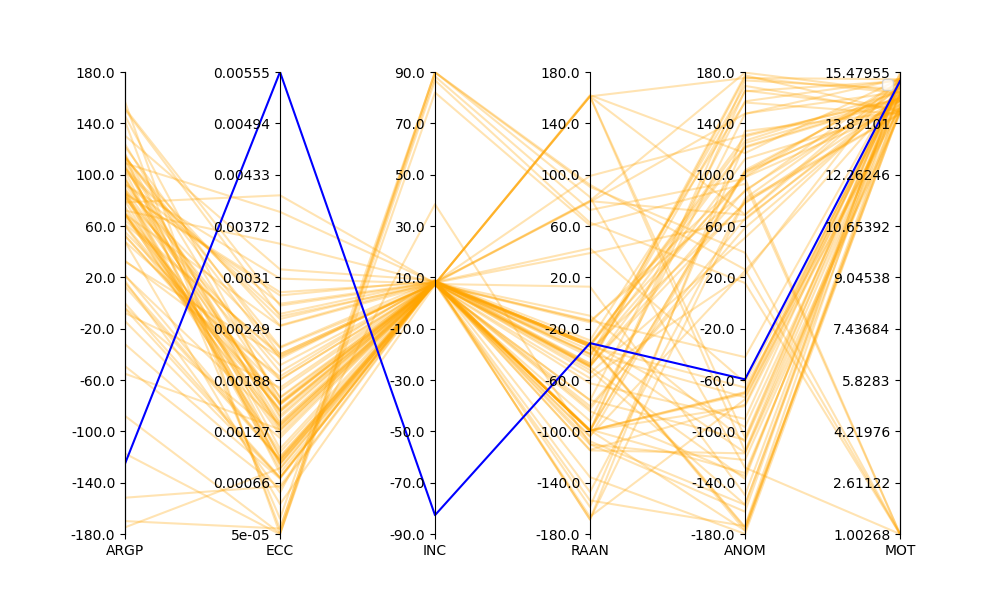 180.0 0.00555 90.0 180.0 180.0 15.47955
140.0 0.00494 70.0 140.0 140.0 13.87101
100.0 0.00433 50.0 100.0 100.0 12.26246
60.0 0.00372 30.0 60.0 60.0 10.65392
20.0 0.0031 10.0 20.0 20.0 9.04538
-20.0 0.00249 -10.0 -20.0 -20.0 7.43684
-60.0 0.00188 -30.0 -60.0 -60.0 5.8283
-100.0 0.00127 -50.0 -100.0 -100.0 4.21976
-140.0 0.00066 -70.0 -140.0 -140.0 2.61122
-180.0 5e-05 -90.0 -180.0 -180.0 1.00268
ARGP ECC INC RAAN ANOM MOT